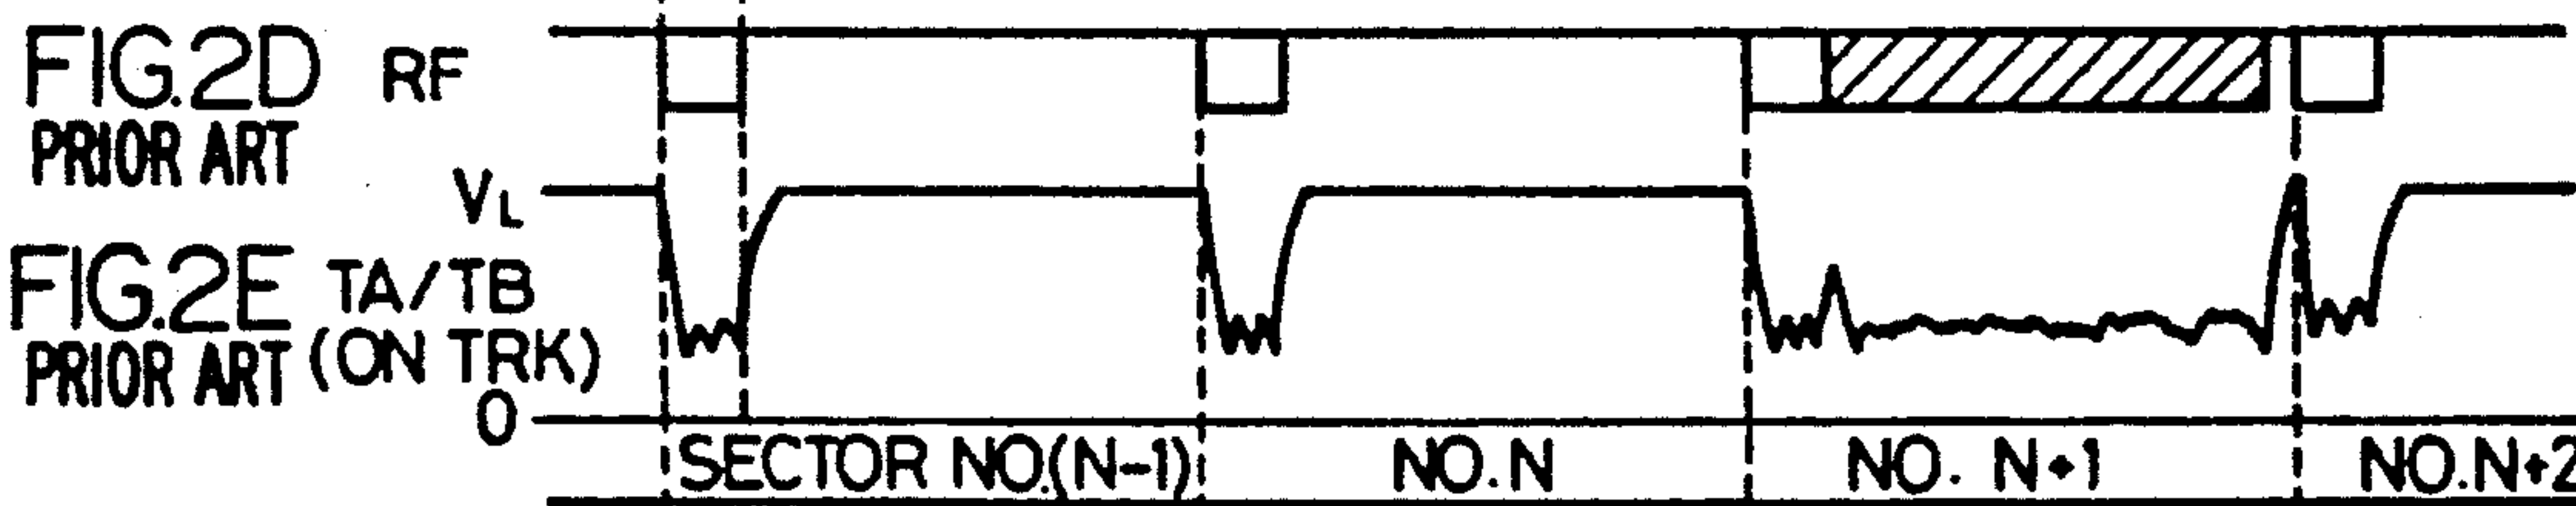 FIG.2D RF
PRIOR ART
VL
FIG.2E TA/TB
PRIOR ART (ON TRK)
0
SECTOR NO.(N-1) NO.N NO. N+1 NO.N+2